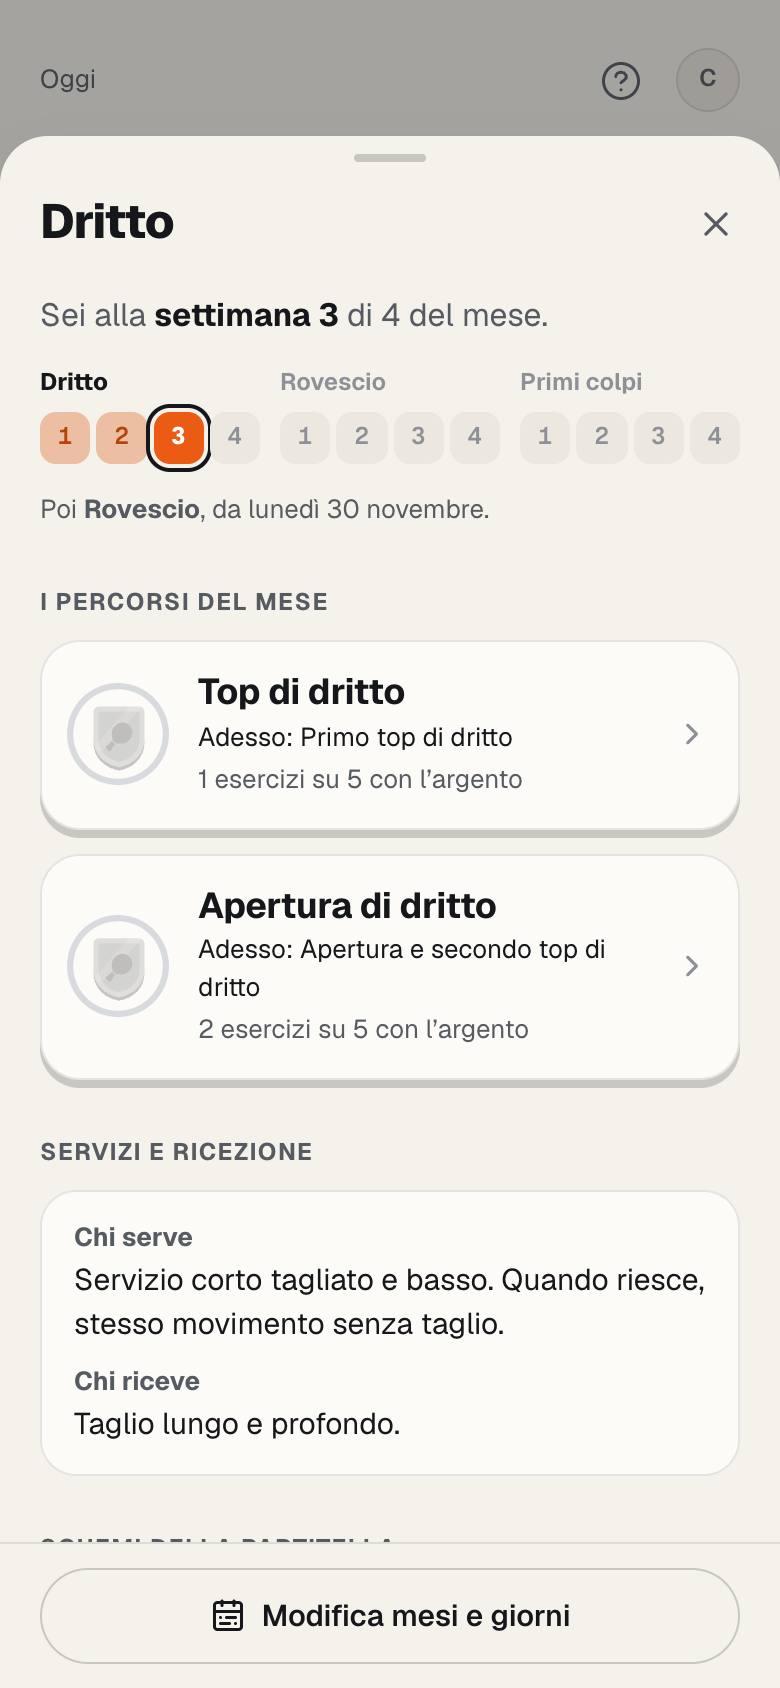 Oggi
C
Dritto
Sei alla settimana 3 di 4 del mese.
Dritto Rovescio Primi colpi
1 2 3 4 1 2 3 4 1 2 3 4
Poi Rovescio, da lunedì 30 novembre.
I PERCORSI DEL MESE
Top di dritto
Adesso: Primo top di dritto
1 esercizi su 5 con l’argento
Apertura di dritto
Adesso: Apertura e secondo top di
dritto
2 esercizi su 5 con l’argento
SERVIZI E RICEZIONE
Chi serve
Servizio corto tagliato e basso. Quando riesce,
stesso movimento senza taglio.
Chi riceve
Taglio lungo e profondo.
SCHEMI DELLA PARTITELLA
Modifica mesi e giorni